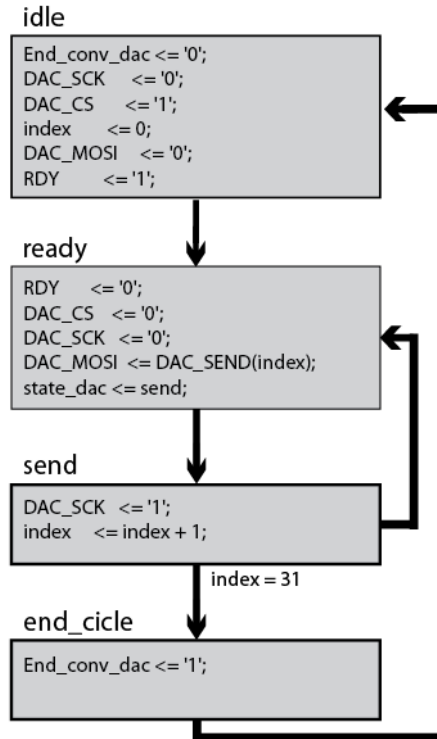 idle
End_conv_dac <= '0';
DAC_SCK <= '0';
DAC_CS <= '1';
index <= 0;
DAC_MOSI <= '0';
RDY <= '1';
ready
RDY <= '0';
DAC_CS <= '0';
DAC_SCK <= '0';
DAC_MOSI <= DAC_SEND(index);
state_dac <= send;
send
DAC_SCK <= '1';
index <= index + 1;
index = 31
end_cicle
End_conv_dac <= '1';